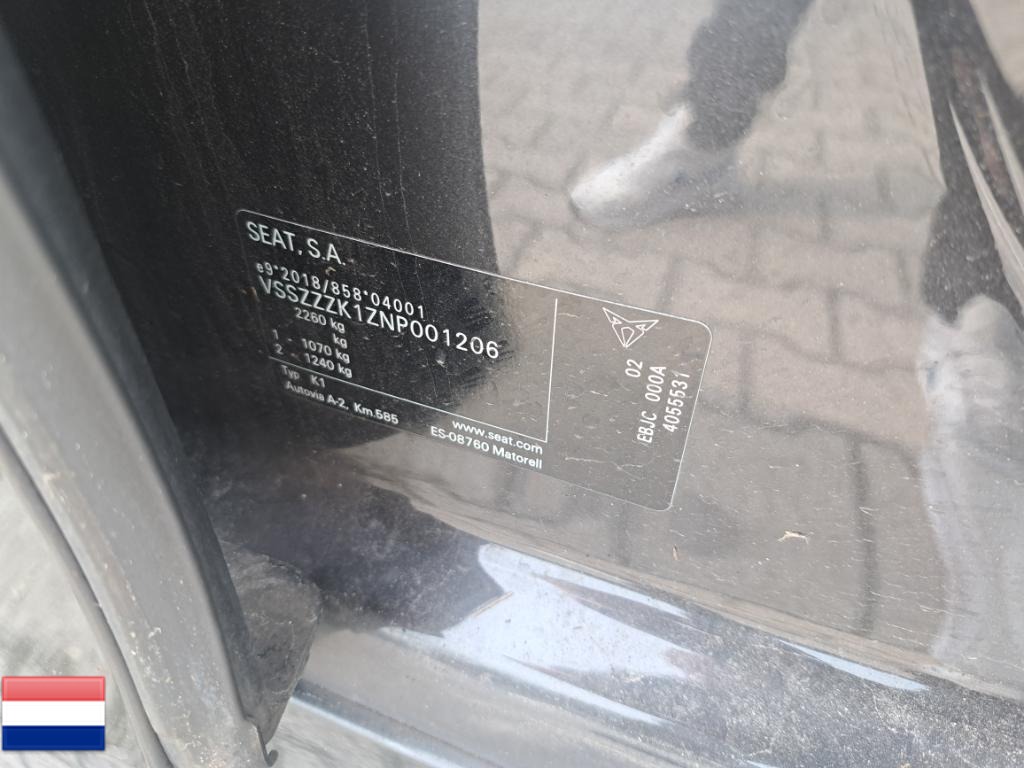 SEAT, S.A.
e9*2018/858*04001
VSSZZZK1ZNP001206
2260 kg
kg
1 - 1070 kg
2 - 1240 kg
Typ K1
www.seat.com
Autovia A-2, Km.585 ES-08760 Matorell
02
EBJC 000A
4055531